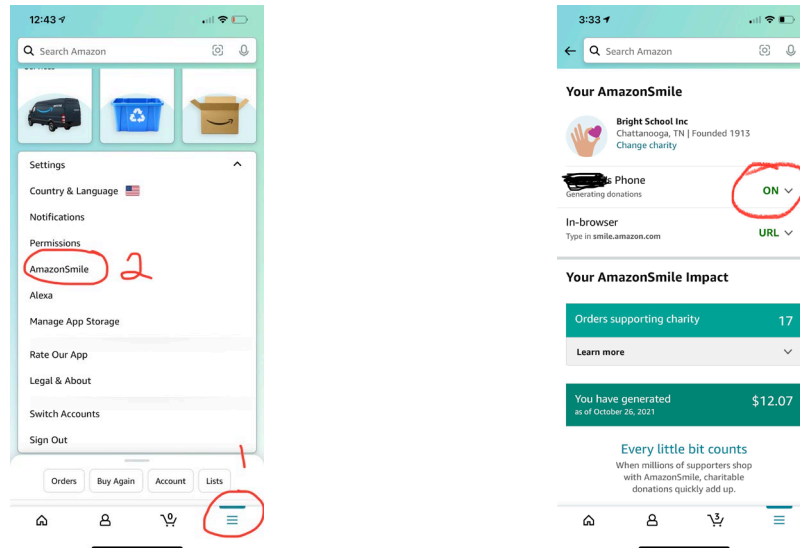 12:43
Search Amazon
Settings
Country & Language
Notifications
Permissions
AmazonSmile
2
Alexa
Manage App Storage
Rate Our App
Legal & About
Switch Accounts
Sign Out
1
Orders
Buy Again
Account
Lists
0
3:33
Search Amazon
Your AmazonSmile
Bright School Inc
Chattanooga, TN | Founded 1913
Change charity
Phone
ON
Generating donations
In-browser
URL
Type in smile.amazon.com
Your AmazonSmile Impact
Orders supporting charity 17
Learn more
You have generated $12.07
as of October 26, 2021
Every little bit counts
When millions of supporters shop
with AmazonSmile, charitable
donations quickly add up.
3